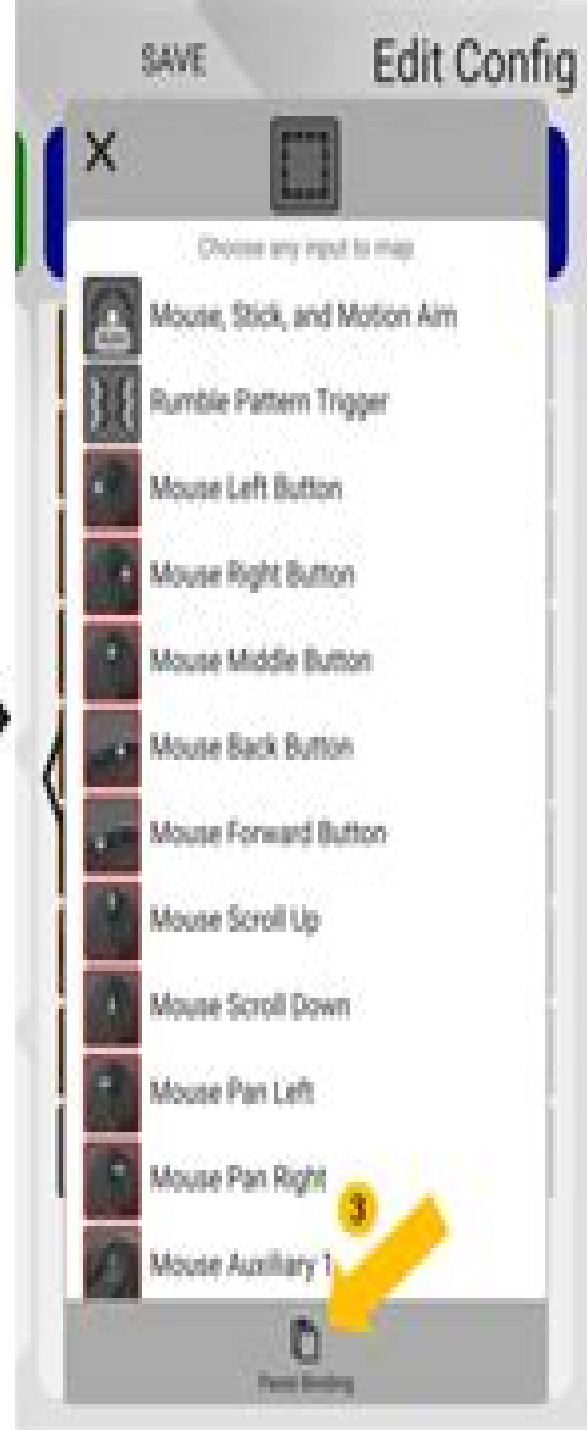 SAVE Edit Config
X
Choose any input to map
Mouse, Stick, and Motion Aim
Rumble Pattern Trigger
Mouse Left Button
Mouse Right Button
Mouse Middle Button
Mouse Back Button
Mouse Forward Button
Mouse Scroll Up
Mouse Scroll Down
Mouse Pan Left
Mouse Pan Right
3
Mouse Auxiliary 1
Paste Binding